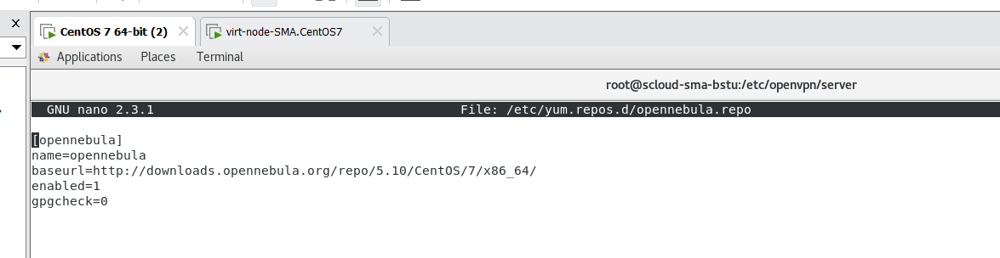 CentOS 7 64-bit (2)
virt-node-SMA.CentOS7
Applications Places Terminal
root@scloud-sma-bstu:/etc/openvpn/server
GNU nano 2.3.1 File: /etc/yum.repos.d/opennebula.repo
[opennebula]
name=opennebula
baseurl=http://downloads.opennebula.org/repo/5.10/CentOS/7/x86_64/
enabled=1
gpgcheck=0